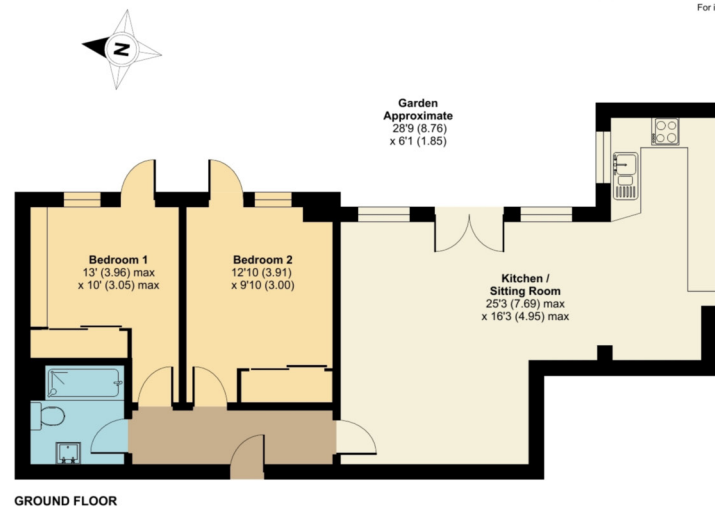 For i
N
Garden
Approximate
28'9 (8.76)
x 6'1 (1.85)
Bedroom 1
13' (3.96) max
x 10' (3.05) max
Bedroom 2
12'10 (3.91)
x 9'10 (3.00)
Kitchen /
Sitting Room
25'3 (7.69) max
x 16'3 (4.95) max
GROUND FLOOR